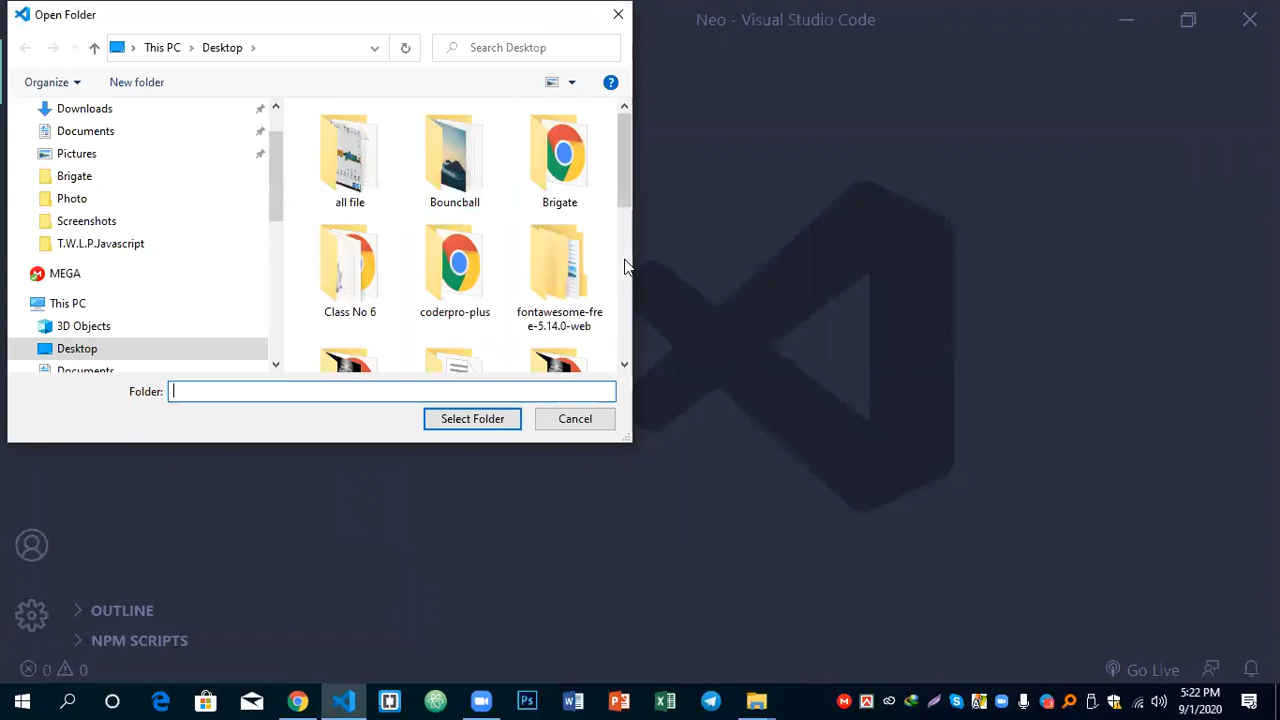 Open Folder
Neo - Visual Studio Code
This PC
Desktop
Search Desktop
Organize
New folder
Downloads
Documents
Pictures
Brigate
Photo
Screenshots
T.W.L.P.Javascript
MEGA
This PC
3D Objects
Desktop
Documents
all file
Bouncball
Brigate
Class No 6
coderpro-plus
fontawesome-fre
e-5.14.0-web
Folder:
Select Folder
Cancel
OUTLINE
NPM SCRIPTS
0
0
Go Live
5:22 PM
9/1/2020